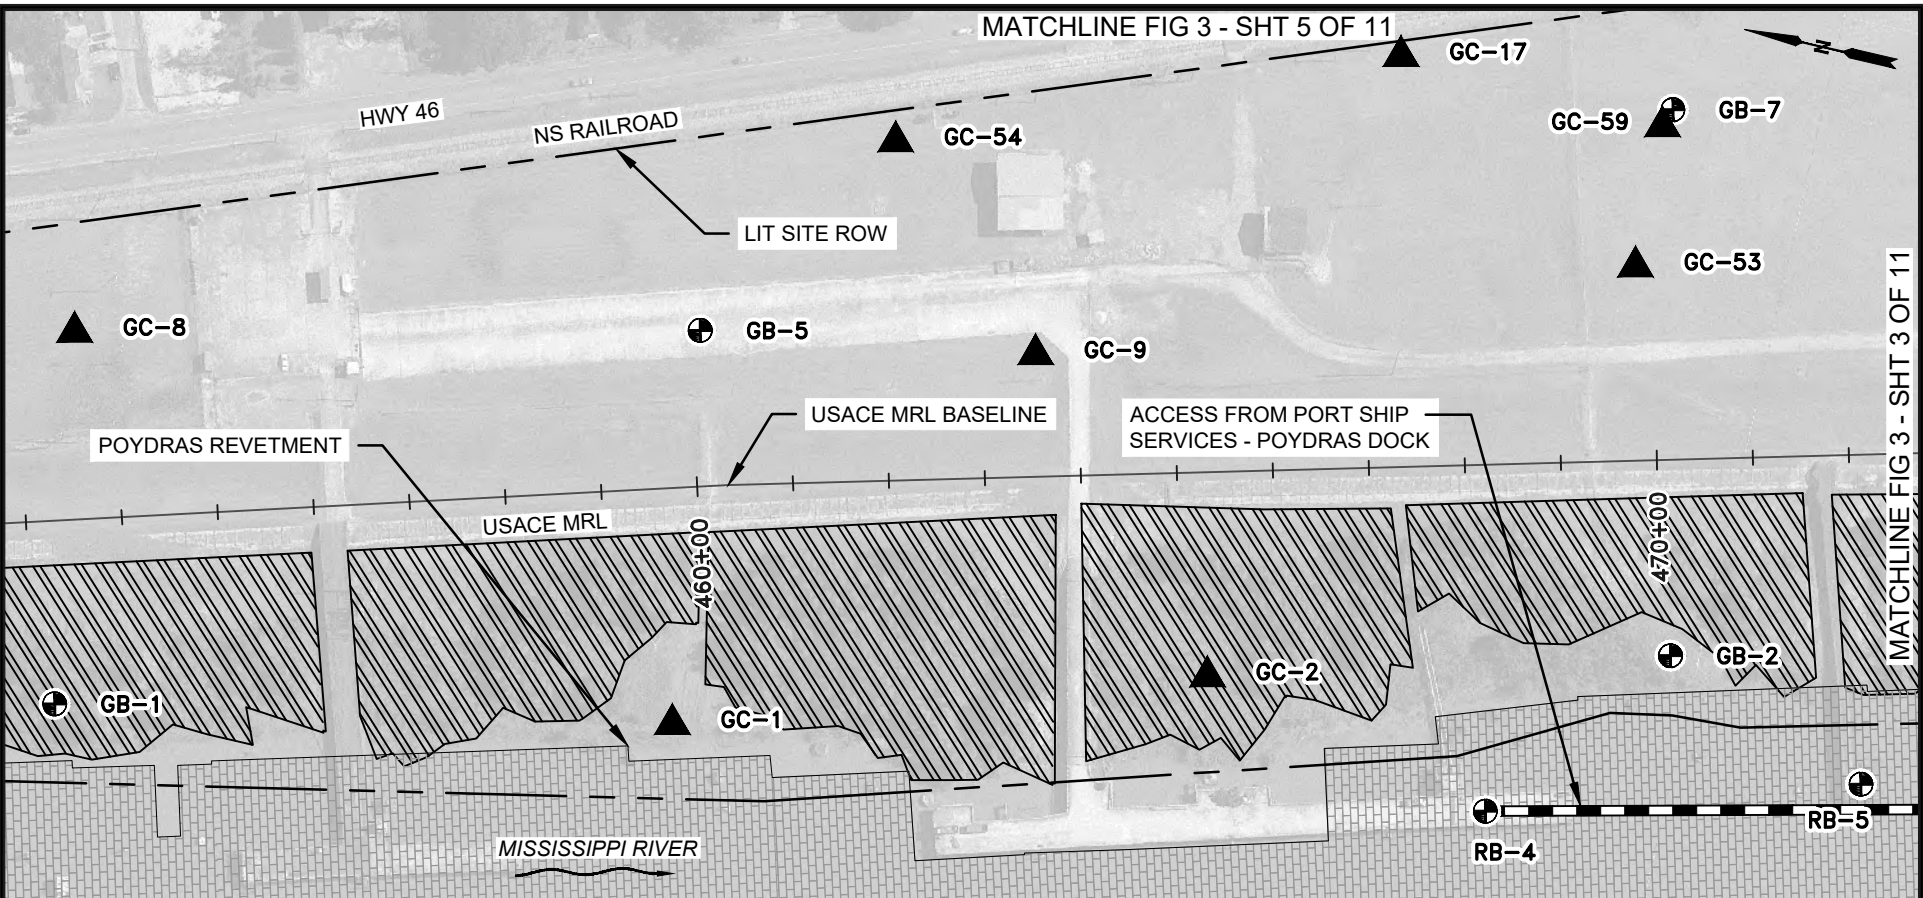 MATCHLINE FIG 3 - SHT 5 OF 11
GC-17
N
HWY 46
NS RAILROAD
GC-54
GC-59
GB-7
LIT SITE ROW
GC-53
GC-8
GB-5
GC-9
MATCHLINE FIG 3 - SHT 3 OF 11
USACE MRL BASELINE
ACCESS FROM PORT SHIP
SERVICES - POYDRAS DOCK
POYDRAS REVETMENT
USACE MRL
460+00
470+00
GB-1
GC-1
GC-2
GB-2
MISSISSIPPI RIVER
RB-4
RB-5